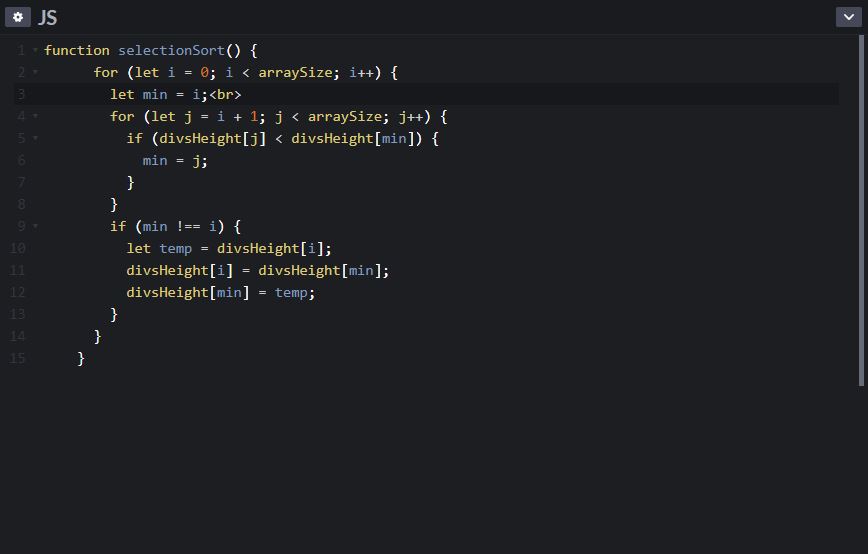 JS
1 function selectionSort() {
2 for (let i = 0; i < arraySize; i++) {
3 let min = i;<br>
4 for (let j = i + 1; j < arraySize; j++) {
5 if (divsHeight[j] < divsHeight[min]) {
6 min = j;
7 }
8 }
9 if (min !== i) {
10 let temp = divsHeight[i];
11 divsHeight[i] = divsHeight[min];
12 divsHeight[min] = temp;
13 }
14 }
15 }